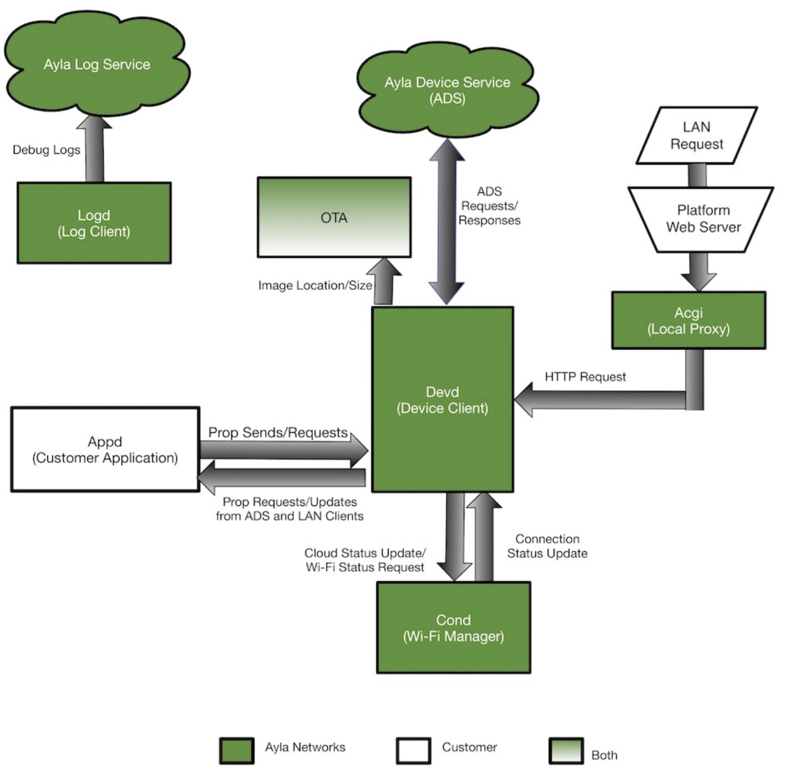 Ayla Log Service
Ayla Device Service
(ADS)
LAN
Request
Debug Logs
Logd
(Log Client)
OTA
ADS
Requests/
Responses
Platform
Web Server
Image Location/Size
Acgi
(Local Proxy)
Devd
(Device Client)
HTTP Request
Appd
(Customer Application)
Prop Sends/Requests
Prop Requests/Updates
from ADS and LAN Clients
Cloud Status Update/
Wi-Fi Status Request
Connection
Status Update
Cond
(Wi-Fi Manager)
Ayla Networks
Customer
Both